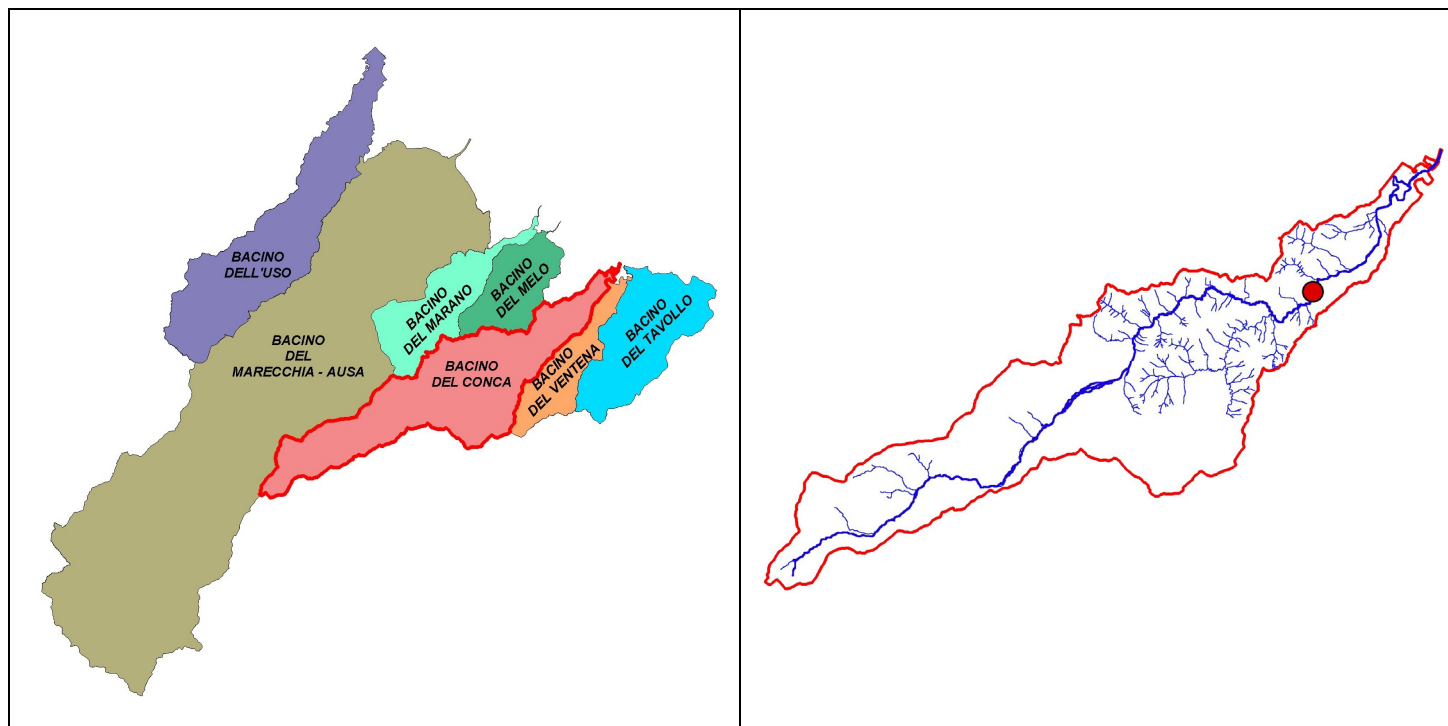 BACINO
DELL'USO
BACINO
DEL
MARECCHIA - AUSA
BACINO
DEL MARANO
BACINO
DEL MELO
BACINO
DEL CONCA
BACINO
DEL VENTENA
BACINO
DEL TAVOLLO